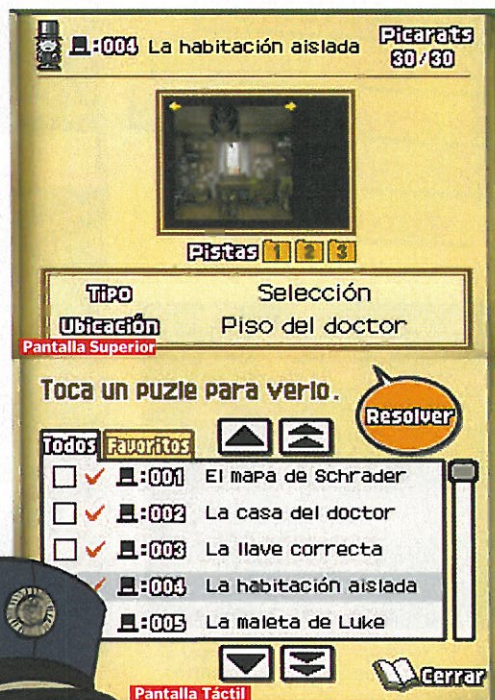 :004 La habitación aislada
Picarats
30/30
Pistas 1 2 3
Tipo Selección
Ubicación Piso del doctor
Pantalla Superior
Toca un puzle para verlo.
Resolver
Todos Favoritos
:001 El mapa de Schrader
:002 La casa del doctor
:003 La llave correcta
:004 La habitación aislada
:005 La maleta de Luke
Cerrar
Pantalla Táctil